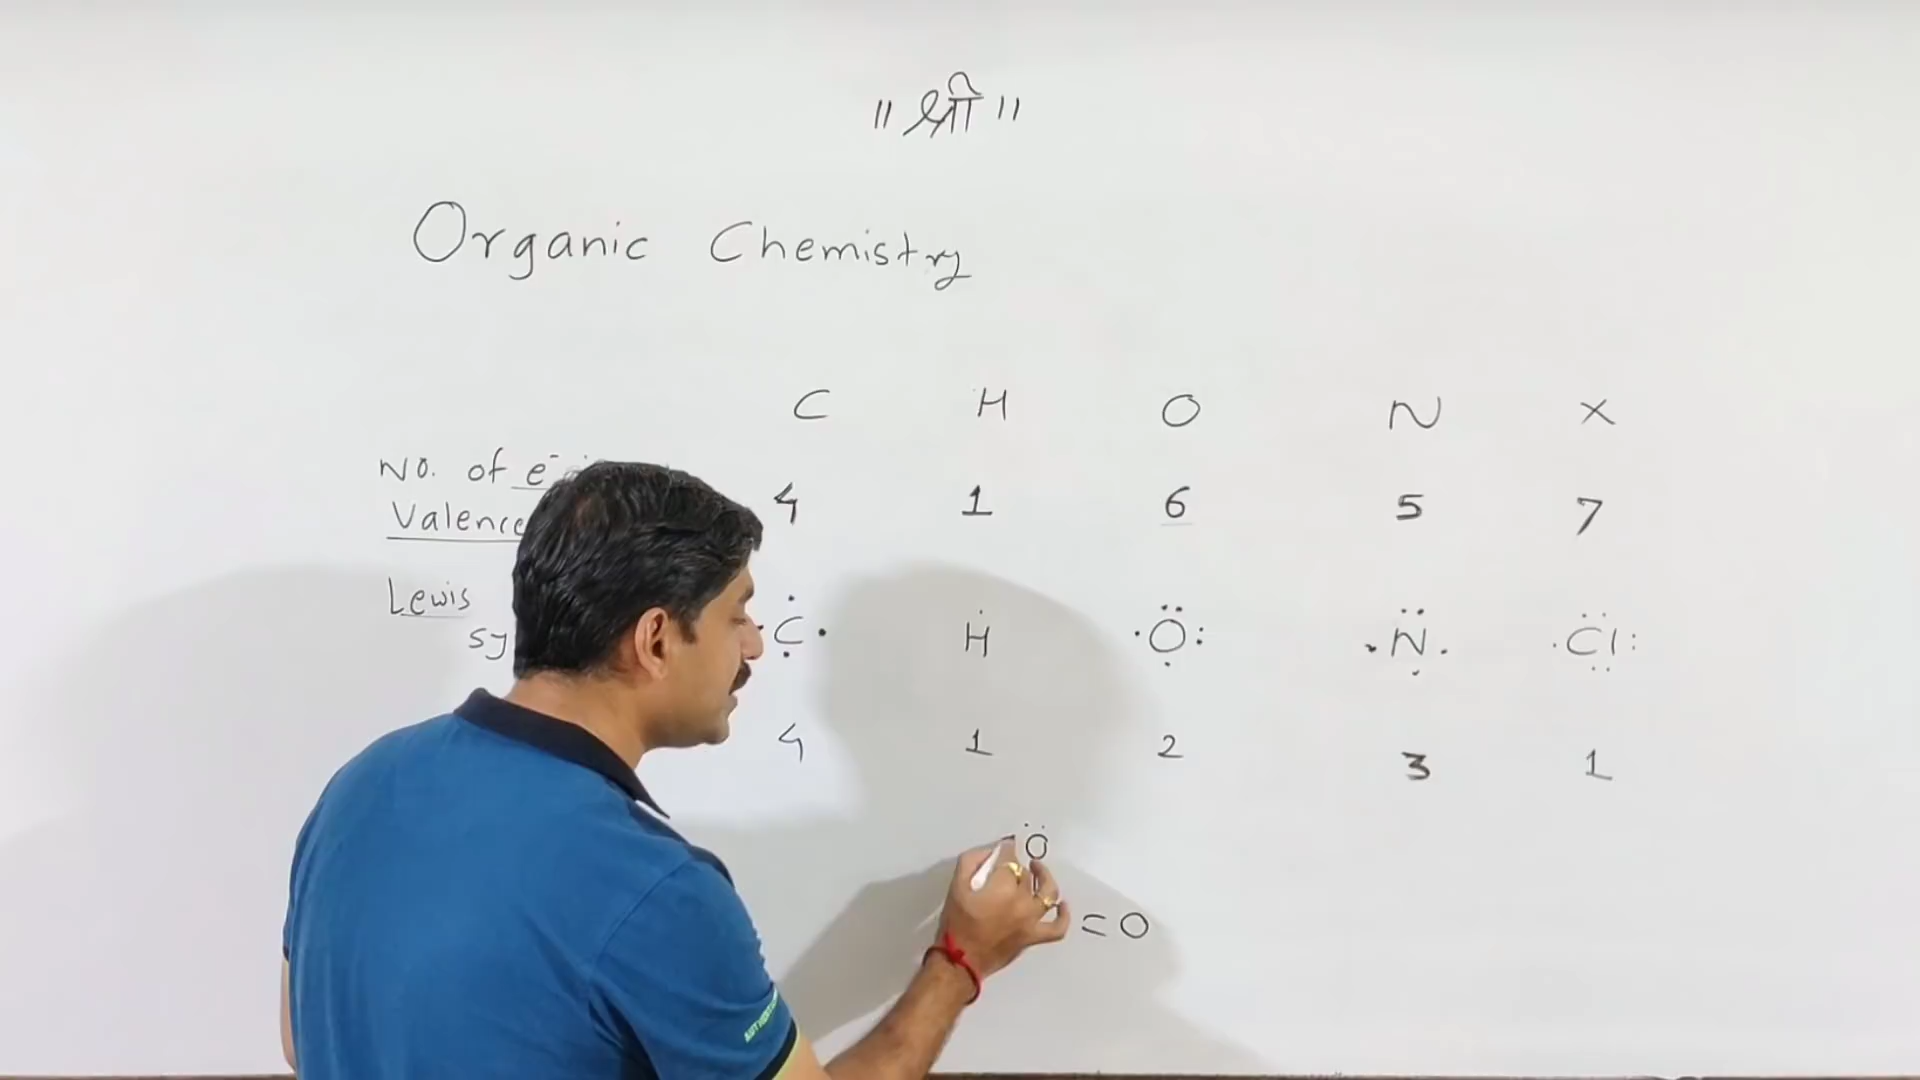 ॥ श्री ॥
Organic Chemistry
C H O N X
No. of e⁻
Valence 4 1 6 5 7
Lewis
C H O N Cl
4 1 2 3 1
O
= O